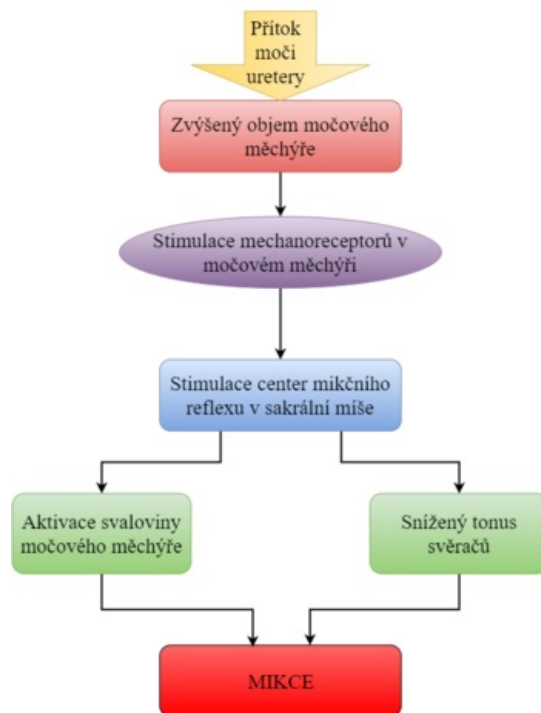 Přítok
moči
uretery
Zvýšený objem močového
měchýře
Stimulace mechanoreceptorů v
močovém měchýři
Stimulace center mikčního
reflexu v sakrální míše
Aktivace svaloviny
močového měchýře
Snížený tonus
svěračů
MIKCE